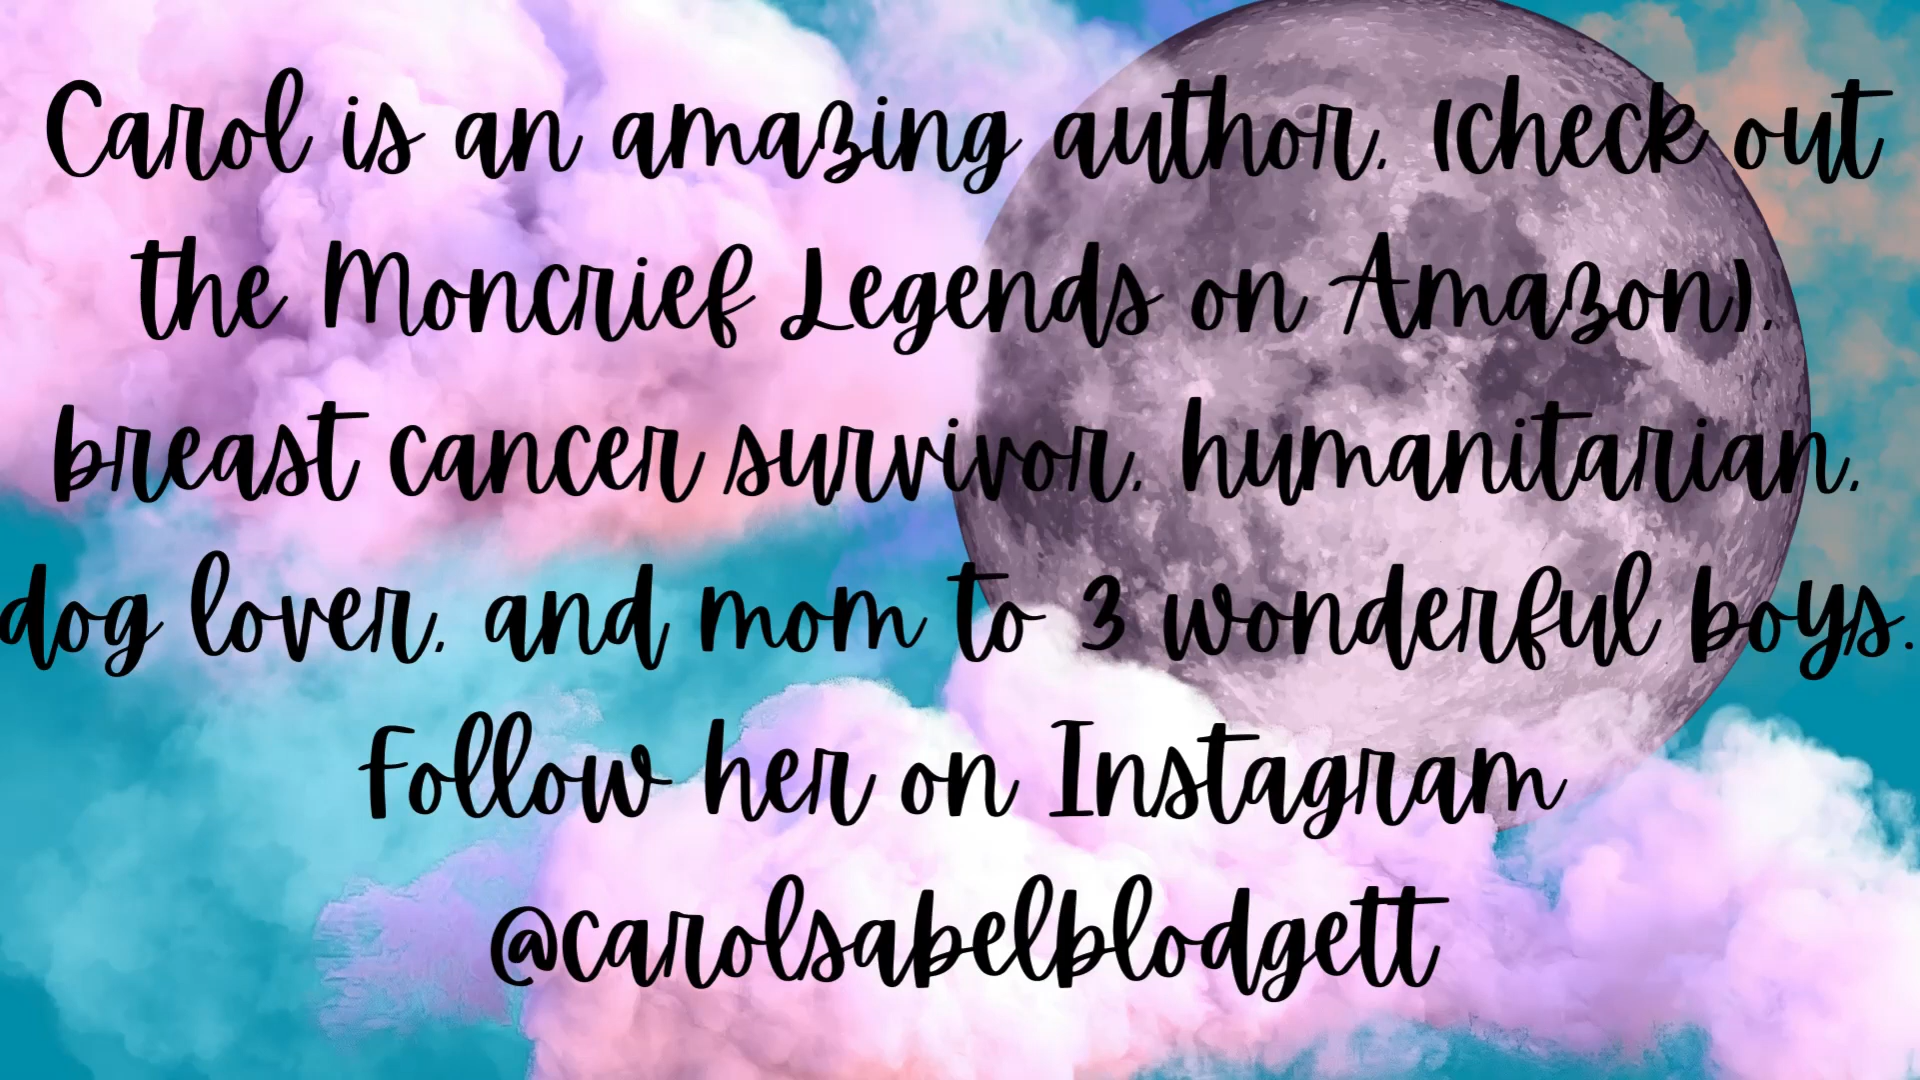 Carol is an amazing author, (check out
the Moncrief Legends on Amazon),
breast cancer survivor, humanitarian,
dog lover, and mom to 3 wonderful boys.
Follow her on Instagram
@carolsabelblodgett